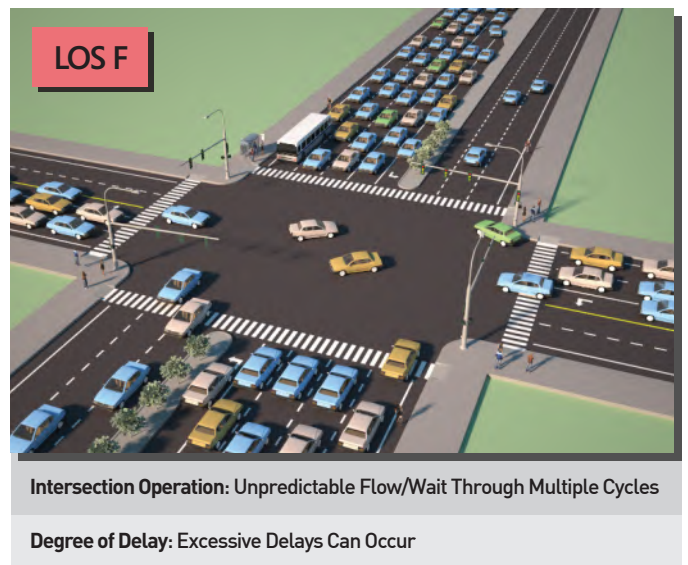 LOS F
Intersection Operation: Unpredictable Flow/Wait Through Multiple Cycles
Degree of Delay: Excessive Delays Can Occur